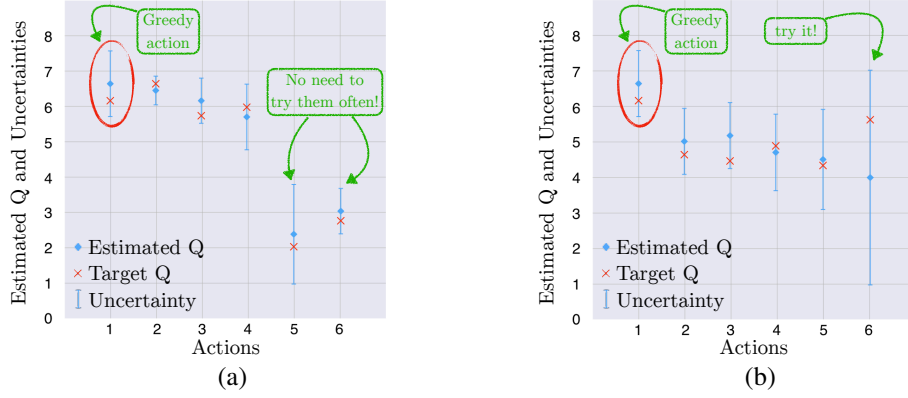 Estimated Q and Uncertainties
8
7
6
5
4
3
2
1
0
Greedy
action
No need to
try them often!
Estimated Q
Target Q
Uncertainty
1 2 3 4 5 6
Actions
(a)
Estimated Q and Uncertainties
8
7
6
5
4
3
2
1
0
Greedy
action
try it!
Estimated Q
Target Q
Uncertainty
1 2 3 4 5 6
Actions
(b)